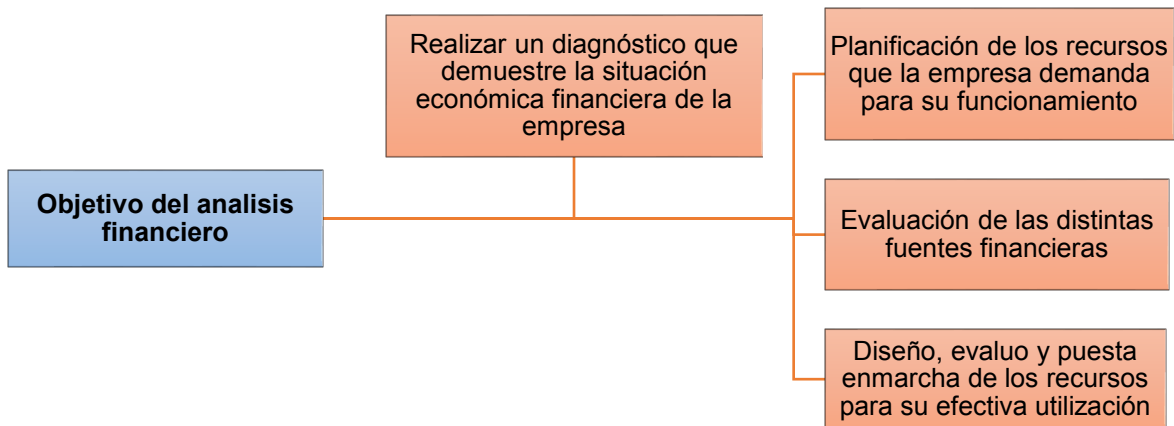 Realizar un diagnóstico que
demuestre la situación
económica financiera de la
empresa
Planificación de los recursos
que la empresa demanda
para su funcionamiento
Objetivo del analisis
financiero
Evaluación de las distintas
fuentes financieras
Diseño, evaluo y puesta
enmarcha de los recursos
para su efectiva utilización